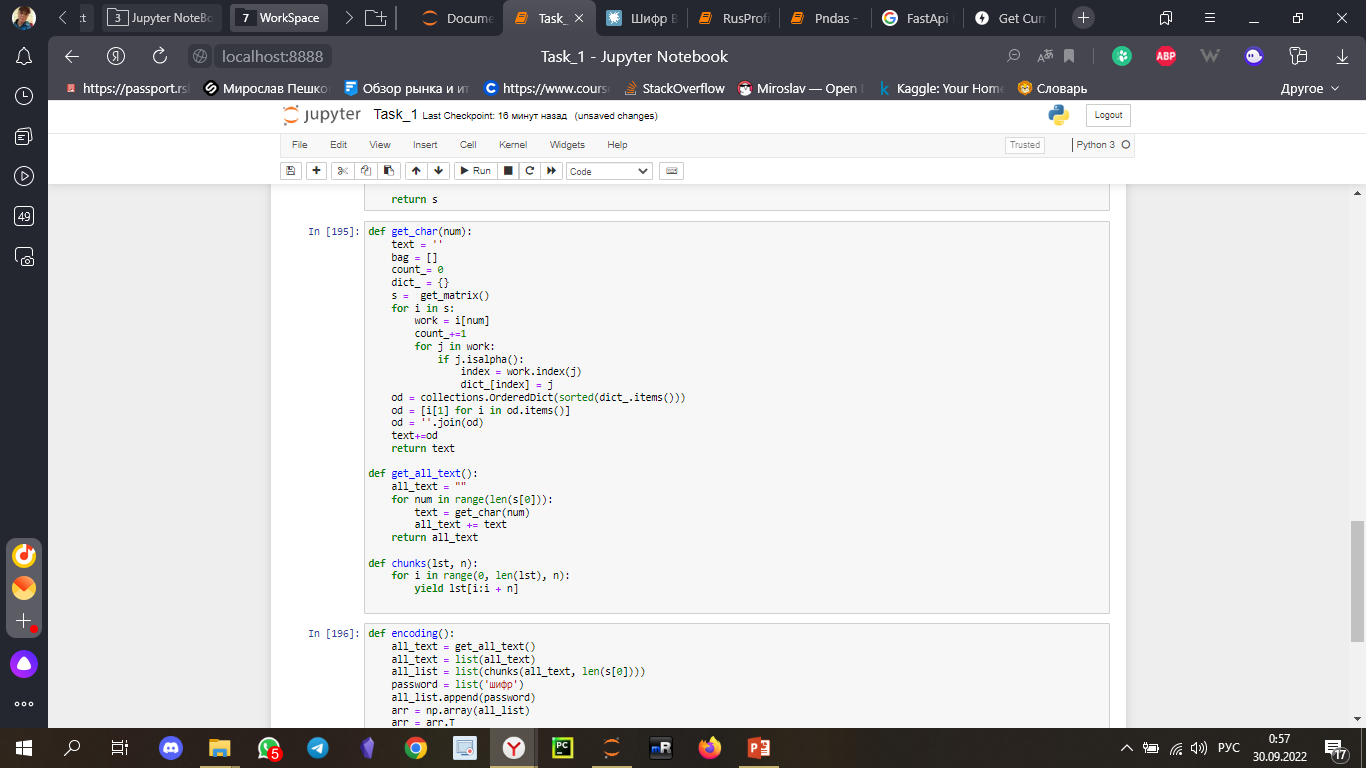 Jupyter NoteBo
3
7 WorkSpace
Docume
Task_
Шифр В
RusProfi
Pndas -
FastApi
Get Curr
localhost:8888
Task_1 - Jupyter Notebook
ABP
https://passport.rsl
Мирослав Пешко
Обзор рынка и ит
https://www.cours
StackOverflow
Miroslav — Open
Kaggle: Your Hom
Словарь
Другое
jupyter Task_1 Last Checkpoint: 16 минут назад (unsaved changes)
Logout
File Edit View Insert Cell Kernel Widgets Help
Trusted
Python 3
Run
Code
49
    return s
In [195]:
def get_char(num):
    text = ''
    bag = []
    count_= 0
    dict_ = {}
    s =  get_matrix()
    for i in s:
        work = i[num]
        count_+=1
        for j in work:
            if j.isalpha():
                index = work.index(j)
                dict_[index] = j
    od = collections.OrderedDict(sorted(dict_.items()))
    od = [i[1] for i in od.items()]
    od = ''.join(od)
    text+=od
    return text
def get_all_text():
    all_text = ""
    for num in range(len(s[0])):
        text = get_char(num)
        all_text += text
    return all_text
def chunks(lst, n):
    for i in range(0, len(lst), n):
        yield lst[i:i + n]
In [196]:
def encoding():
    all_text = get_all_text()
    all_text = list(all_text)
    all_list = list(chunks(all_text, len(s[0])))
    password = list('шифр')
    all_list.append(password)
    arr = np.array(all_list)
    arr = arr.T
5
PC
mR
РУС
0:57
30.09.2022
17